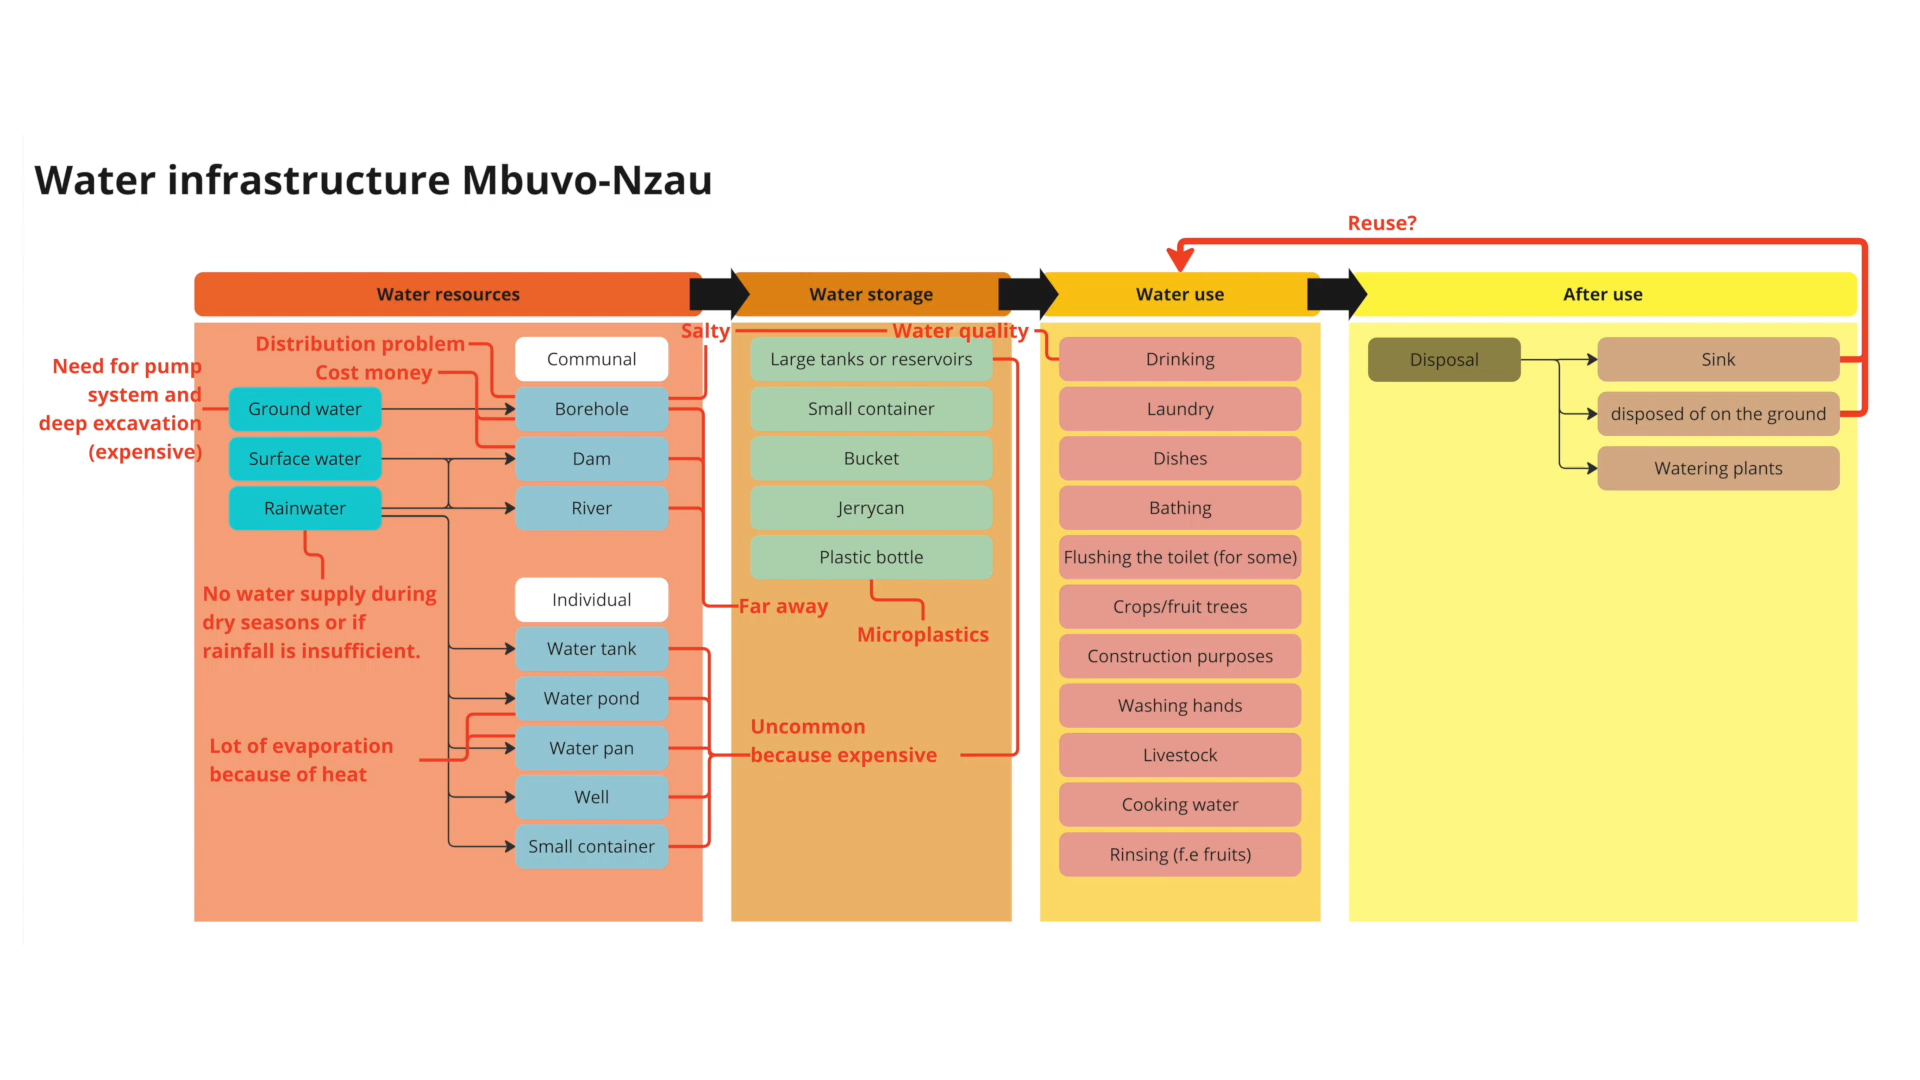 Water infrastructure Mbuvo-Nzau
Reuse?
Water resources
Water storage
Water use
After use
Need for pump
system and
deep excavation
(expensive)
Distribution problem
Cost money
Ground water
Surface water
Rainwater
No water supply during
dry seasons or if
rainfall is insufficient.
Lot of evaporation
because of heat
Communal
Borehole
Dam
River
Individual
Water tank
Water pond
Water pan
Well
Small container
Salty
Water quality
Large tanks or reservoirs
Small container
Bucket
Jerrycan
Plastic bottle
Far away
Microplastics
Uncommon
because expensive
Drinking
Laundry
Dishes
Bathing
Flushing the toilet (for some)
Crops/fruit trees
Construction purposes
Washing hands
Livestock
Cooking water
Rinsing (f.e fruits)
Disposal
Sink
disposed of on the ground
Watering plants